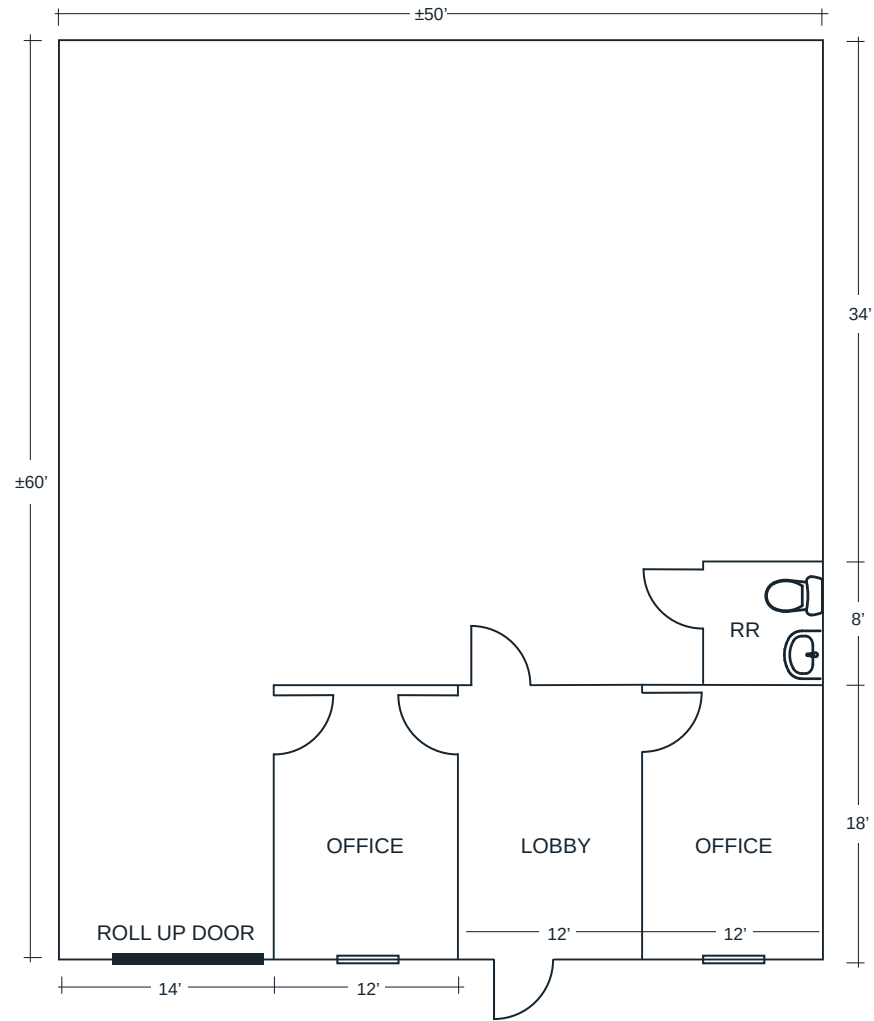 ±50’
34’
±60’
8’
RR
18’
OFFICE
LOBBY
OFFICE
ROLL UP DOOR
12’
12’
14’
12’